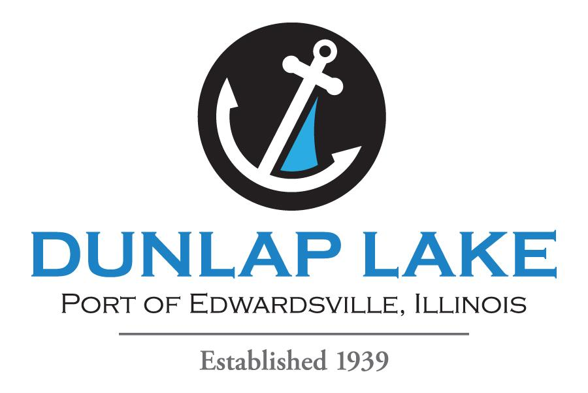 DUNLAP LAKE
PORT OF EDWARDSVILLE, ILLINOIS
Established 1939